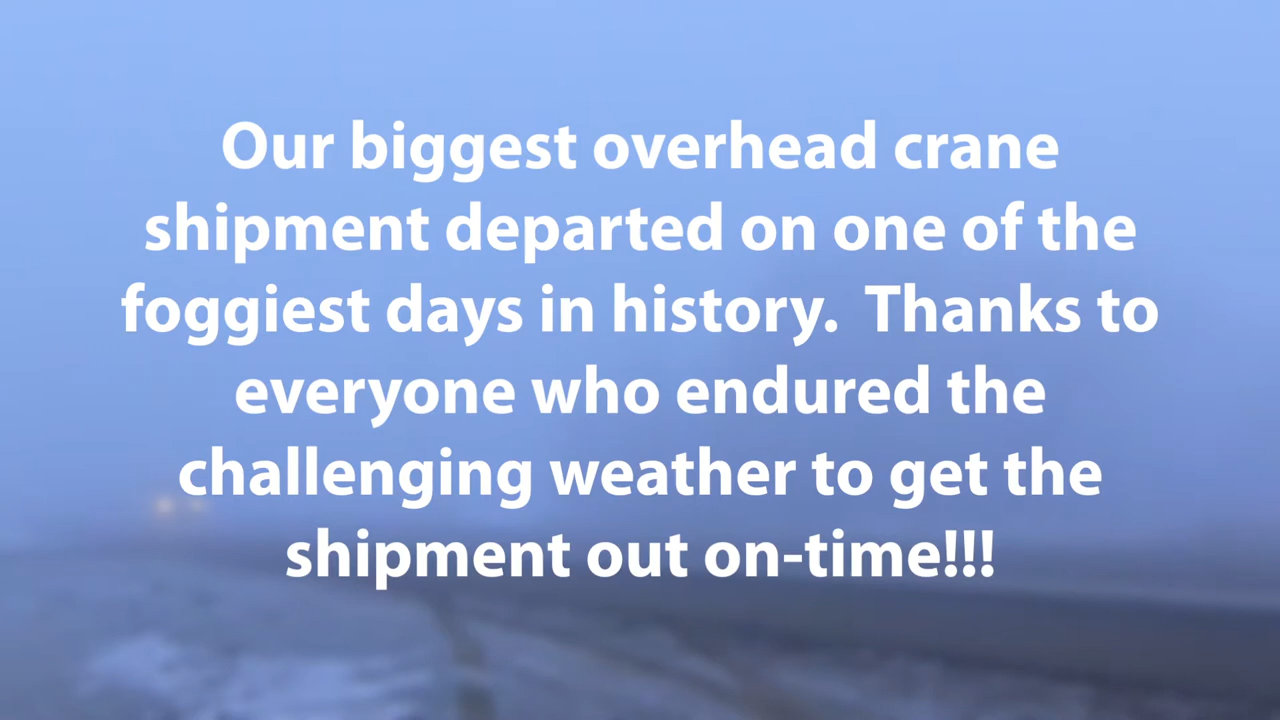 Our biggest overhead crane
shipment departed on one of the
foggiest days in history.  Thanks to
everyone who endured the
challenging weather to get the
shipment out on-time!!!